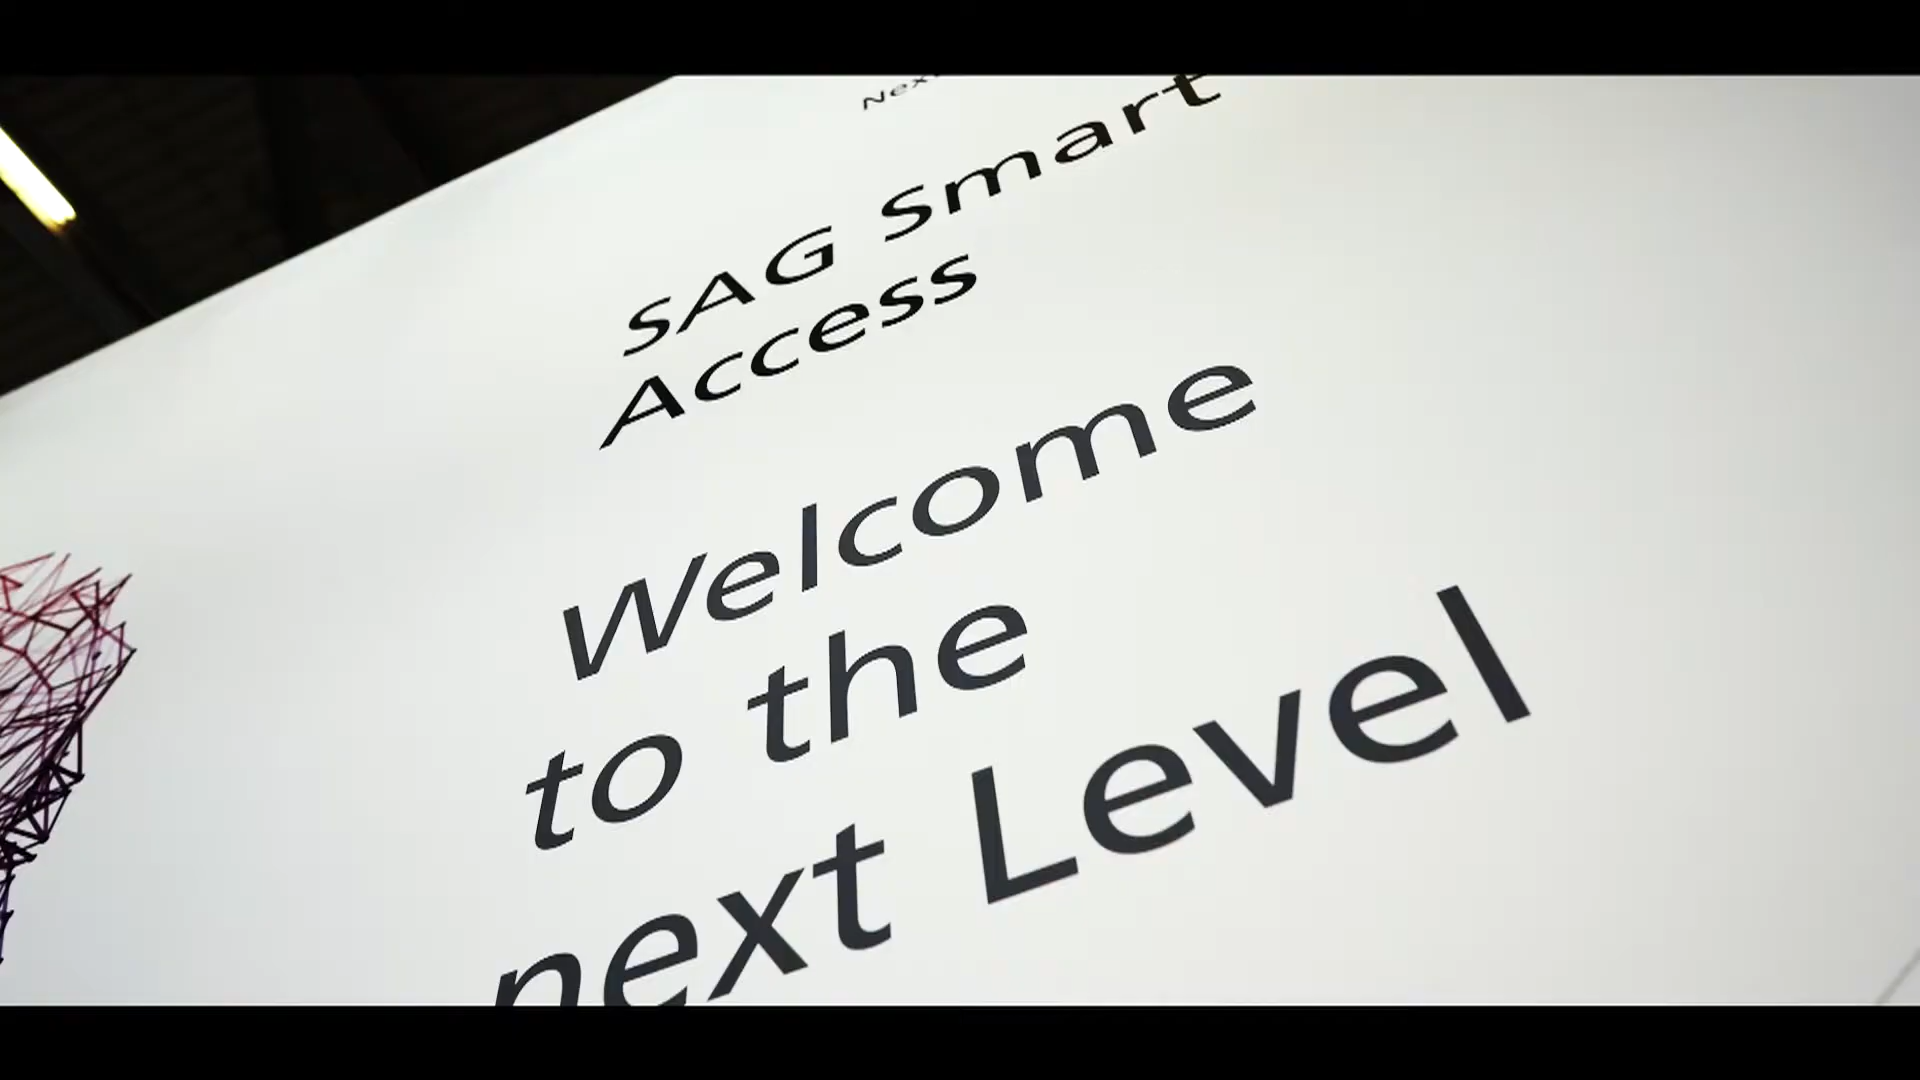 SAG Smart
Access
Welcome
to the
next Level